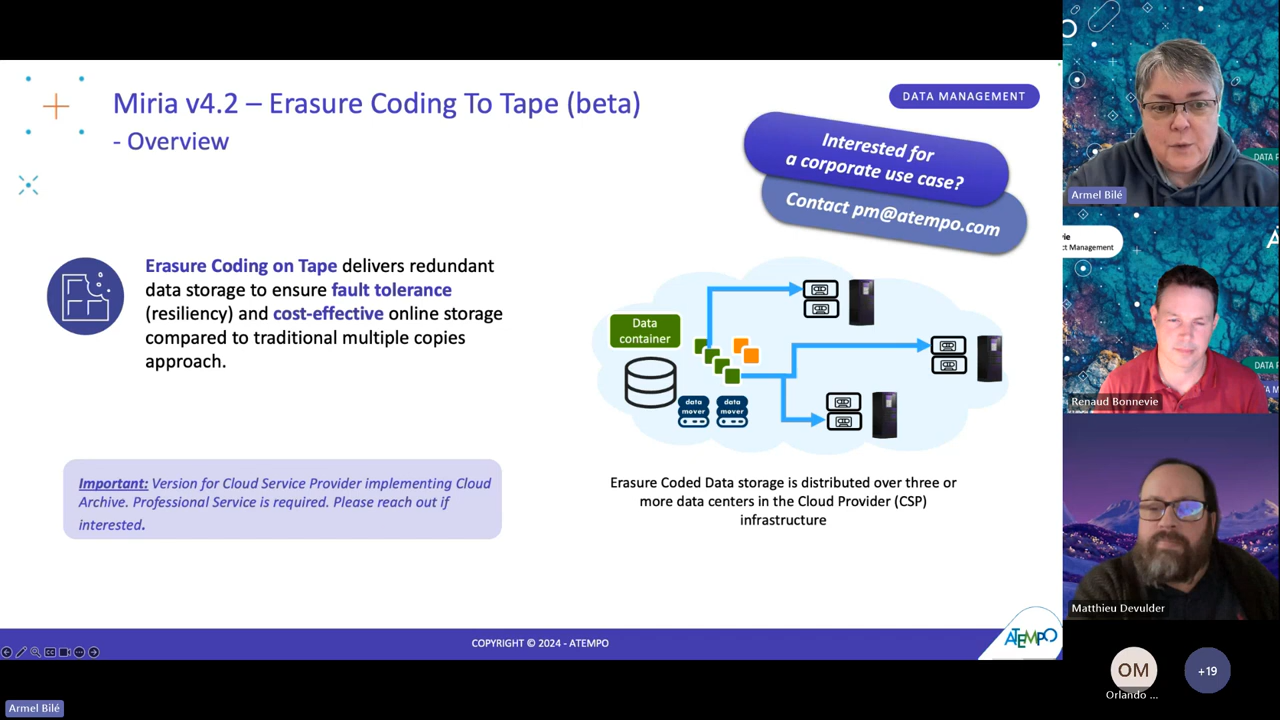 Miria v4.2 – Erasure Coding To Tape (beta)
- Overview
DATA MANAGEMENT
Interested for
a corporate use case?
Contact pm@atempo.com
Erasure Coding on Tape delivers redundant
data storage to ensure fault tolerance
(resiliency) and cost-effective online storage
compared to traditional multiple copies
approach.
Important: Version for Cloud Service Provider implementing Cloud
Archive. Professional Service is required. Please reach out if
interested.
Data
container
data
mover
data
mover
Erasure Coded Data storage is distributed over three or
more data centers in the Cloud Provider (CSP)
infrastructure
COPYRIGHT © 2024 - ATEMPO
ATEMPO
Armel Bilé
DATA P
Armel Bilé
rie
ct Management
DATA P
Renaud Bonnevie
Matthieu Devulder
OM
Orlando ...
+19